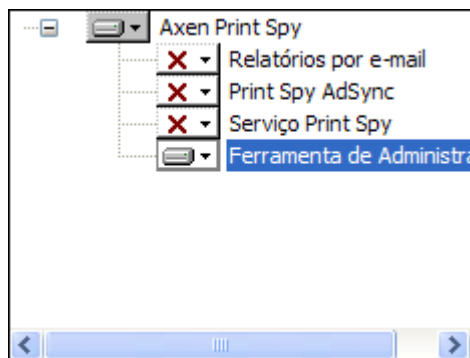 Axen Print Spy
Relatórios por e-mail
Print Spy AdSync
Serviço Print Spy
Ferramenta de Administra